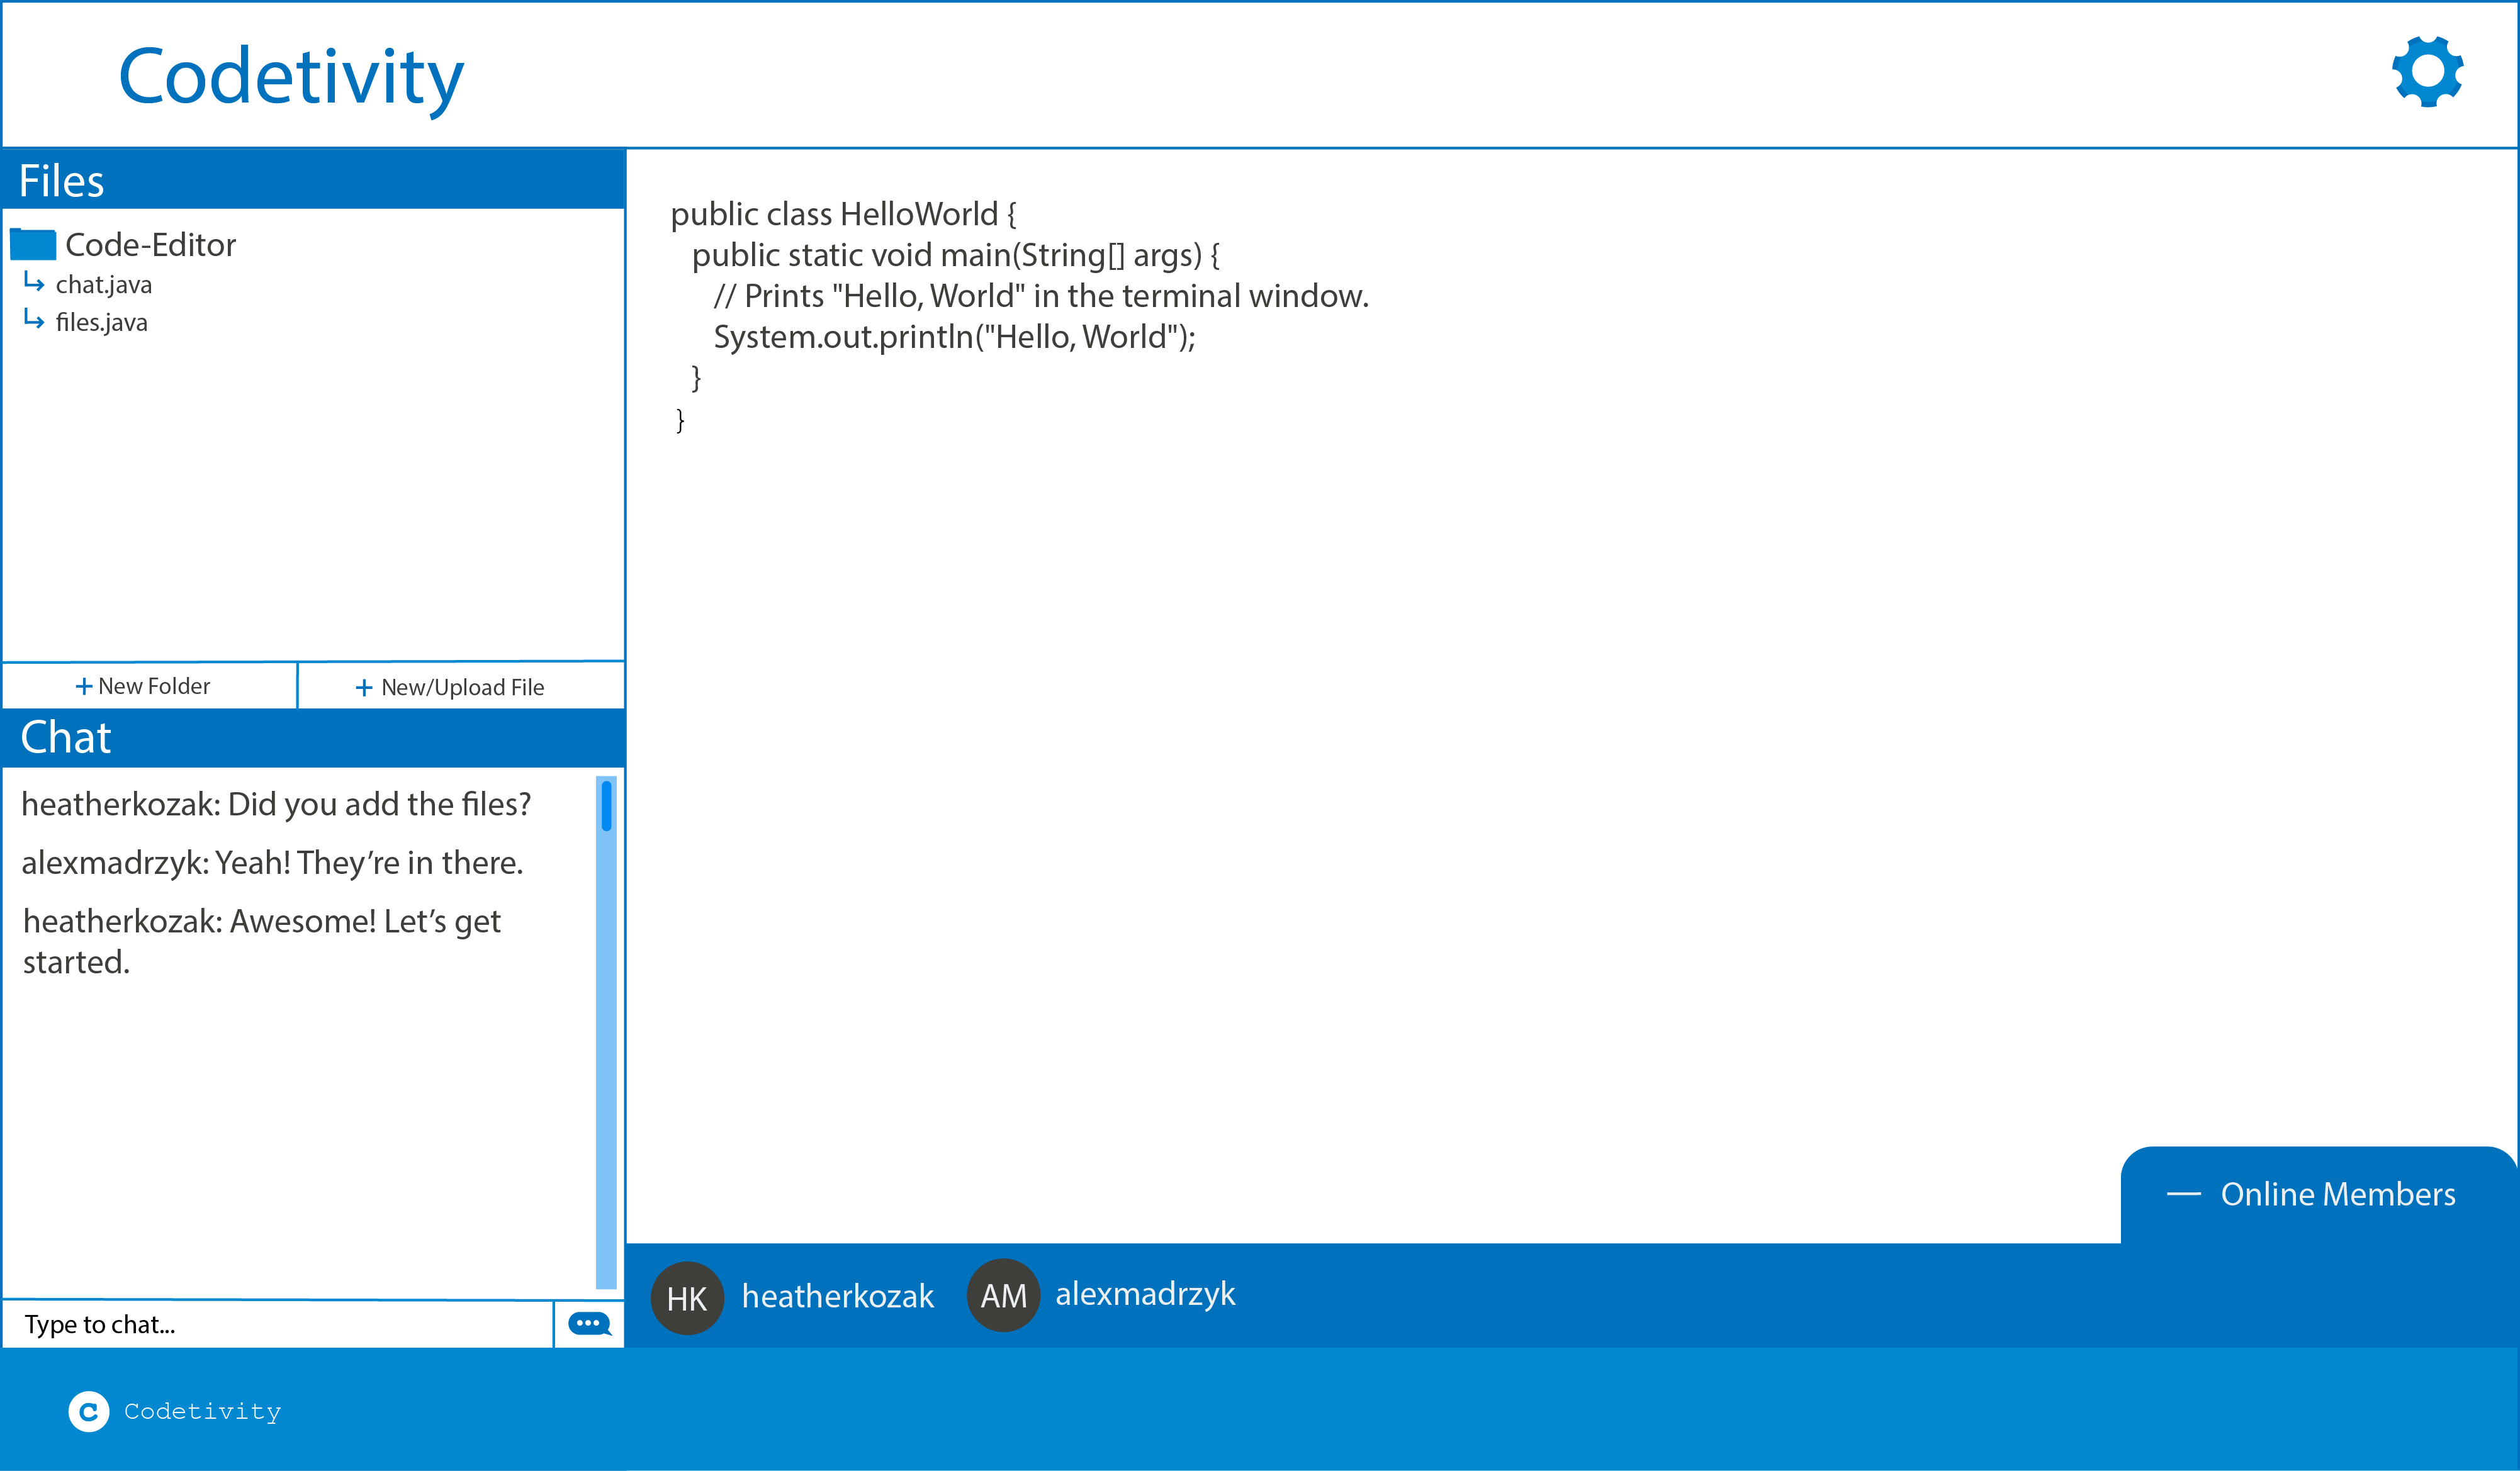 Codetivity
Files
Code-Editor
chat.java
files.java
+ New Folder
+ New/Upload File
Chat
heatherkozak: Did you add the files?
alexmadrzyk: Yeah! They’re in there.
heatherkozak: Awesome! Let’s get
started.
Type to chat...
public class HelloWorld {
public static void main(String[] args) {
// Prints "Hello, World" in the terminal window.
System.out.println("Hello, World");
}
}
— Online Members
HK heatherkozak
AM alexmadrzyk
C Codetivity